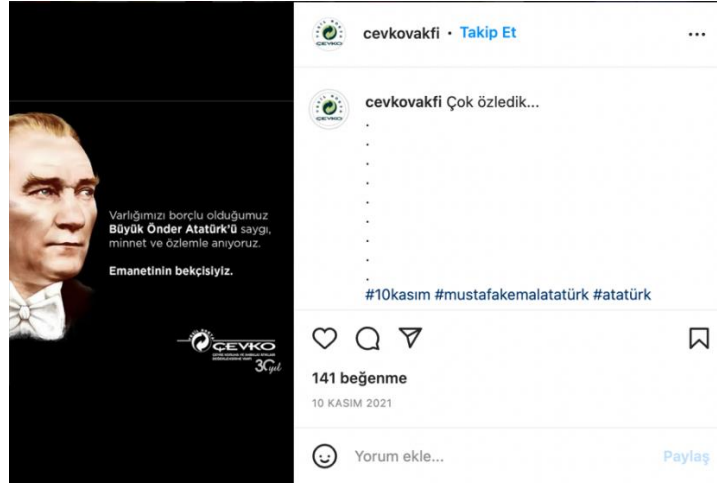 cevkovakfi • Takip Et
cevkovakfi Çok özledik...
.
.
.
.
.
.
.
.
.
#10kasım #mustafakemalatatürk #atatürk
141 beğenme
10 KASIM 2021
Yorum ekle...
Paylaş
Varlığımızı borçlu olduğumuz
Büyük Önder Atatürk'ü saygı,
minnet ve özlemle anıyoruz.
Emanetinin bekçisiyiz.
ÇEVKO
30 yıl